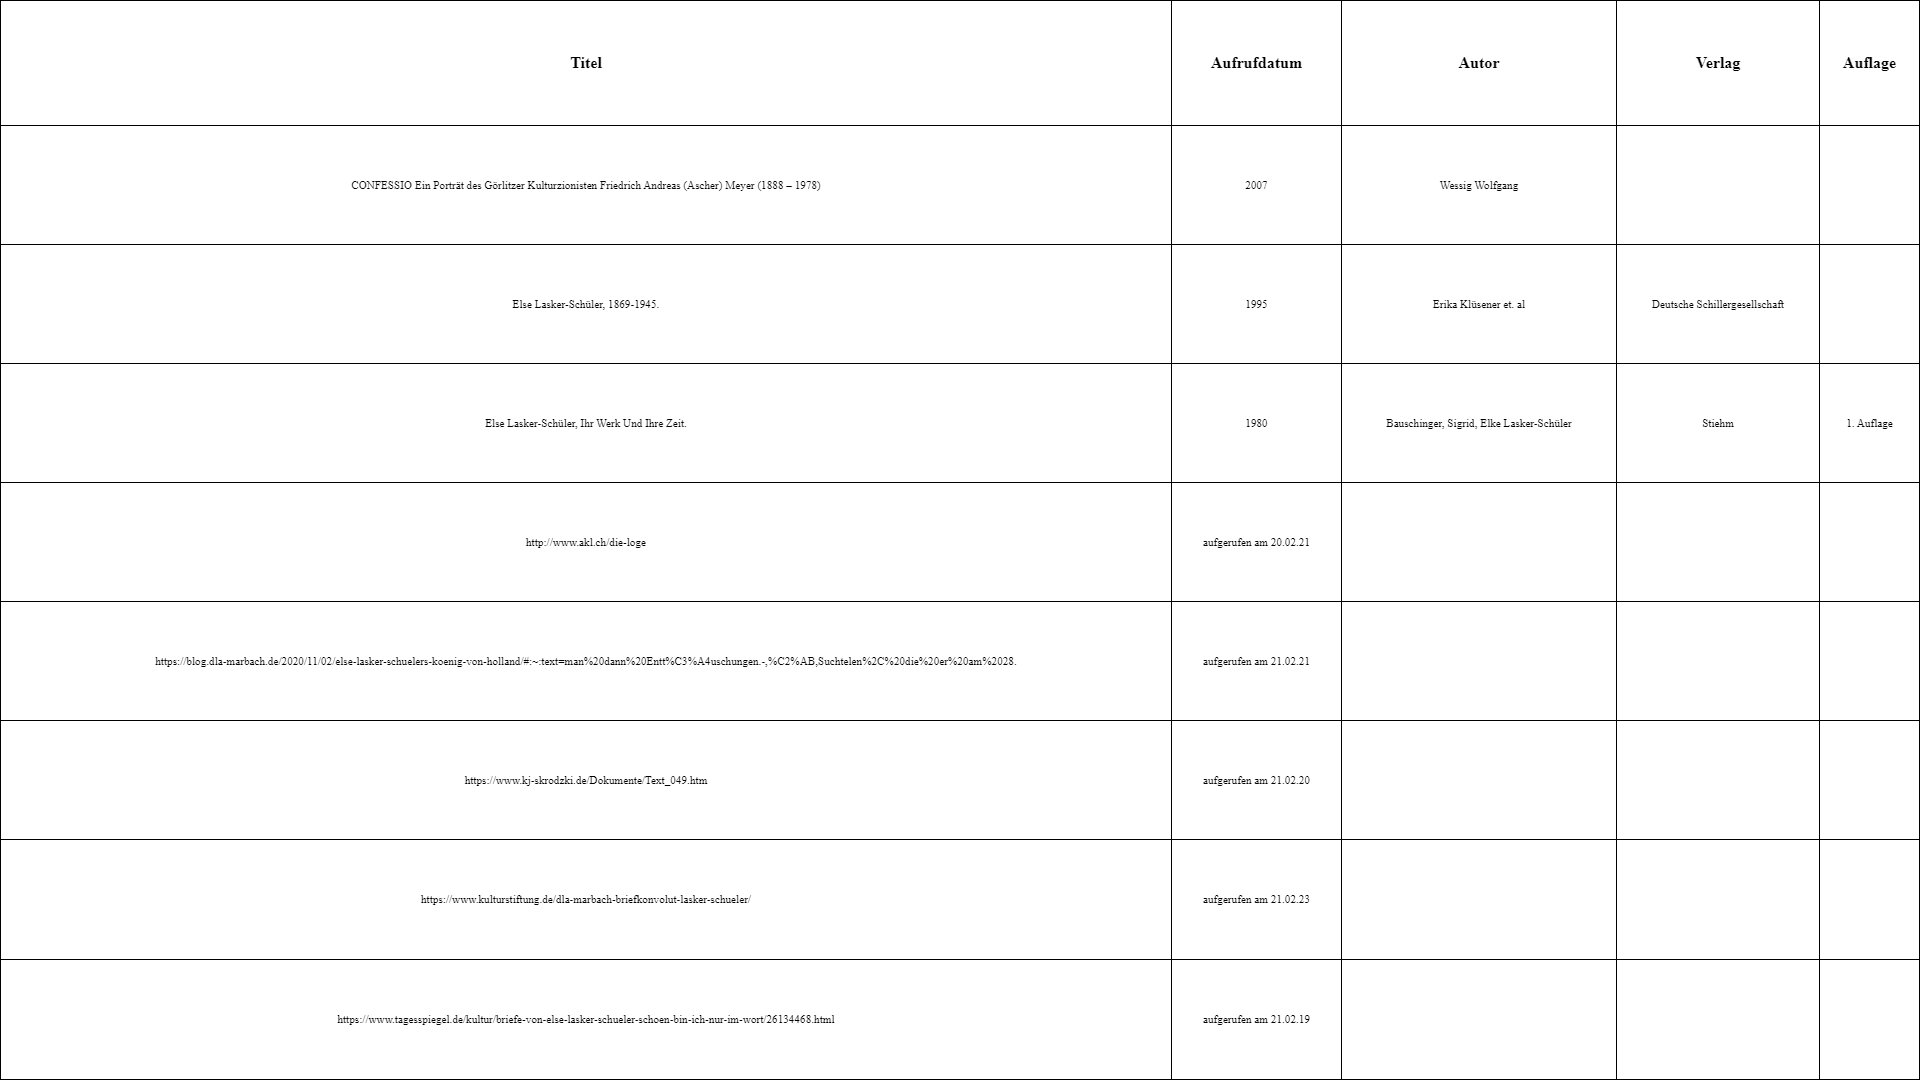 Titel Aufrufdatum Autor Verlag Auflage
CONFESSIO Ein Porträt des Görlitzer Kulturzionisten Friedrich Andreas (Ascher) Meyer (1888 – 1978) 2007 Wessig Wolfgang
Else Lasker-Schüler, 1869-1945. 1995 Erika Klüsener et. al Deutsche Schillergesellschaft
Else Lasker-Schüler, Ihr Werk Und Ihre Zeit. 1980 Bauschinger, Sigrid, Elke Lasker-Schüler Stiehm 1. Auflage
http://www.akl.ch/die-loge aufgerufen am 20.02.21
https://blog.dla-marbach.de/2020/11/02/else-lasker-schuelers-koenig-von-holland/#:~:text=man%20dann%20Entt%C3%A4uschungen.-,%C2%AB,Suchtelen%2C%20die%20er%20am%2028. aufgerufen am 21.02.21
https://www.kj-skrodzki.de/Dokumente/Text_049.htm aufgerufen am 21.02.20
https://www.kulturstiftung.de/dla-marbach-briefkonvolut-lasker-schueler/ aufgerufen am 21.02.23
https://www.tagesspiegel.de/kultur/briefe-von-else-lasker-schueler-schoen-bin-ich-nur-im-wort/26134468.html aufgerufen am 21.02.19